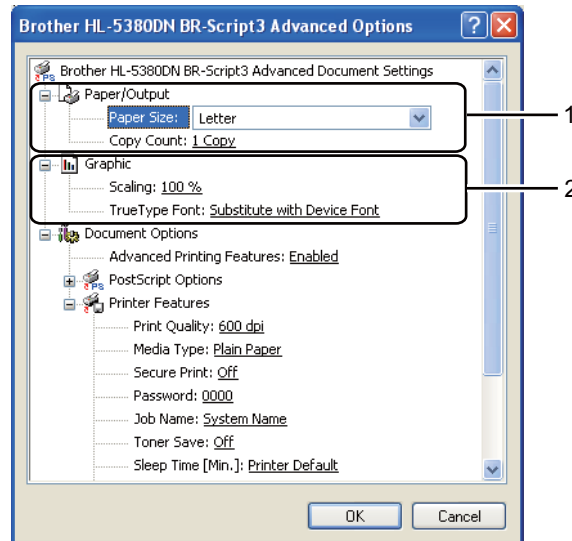 Brother HL-5380DN BR-Script3 Advanced Options
Brother HL-5380DN BR-Script3 Advanced Document Settings
Paper/Output
Paper Size: Letter
1
Copy Count: 1 Copy
Graphic
Scaling: 100 %
2
TrueType Font: Substitute with Device Font
Document Options
Advanced Printing Features: Enabled
PostScript Options
Printer Features
Print Quality: 600 dpi
Media Type: Plain Paper
Secure Print: Off
Password: 0000
Job Name: System Name
Toner Save: Off
Sleep Time [Min.]: Printer Default
OK Cancel